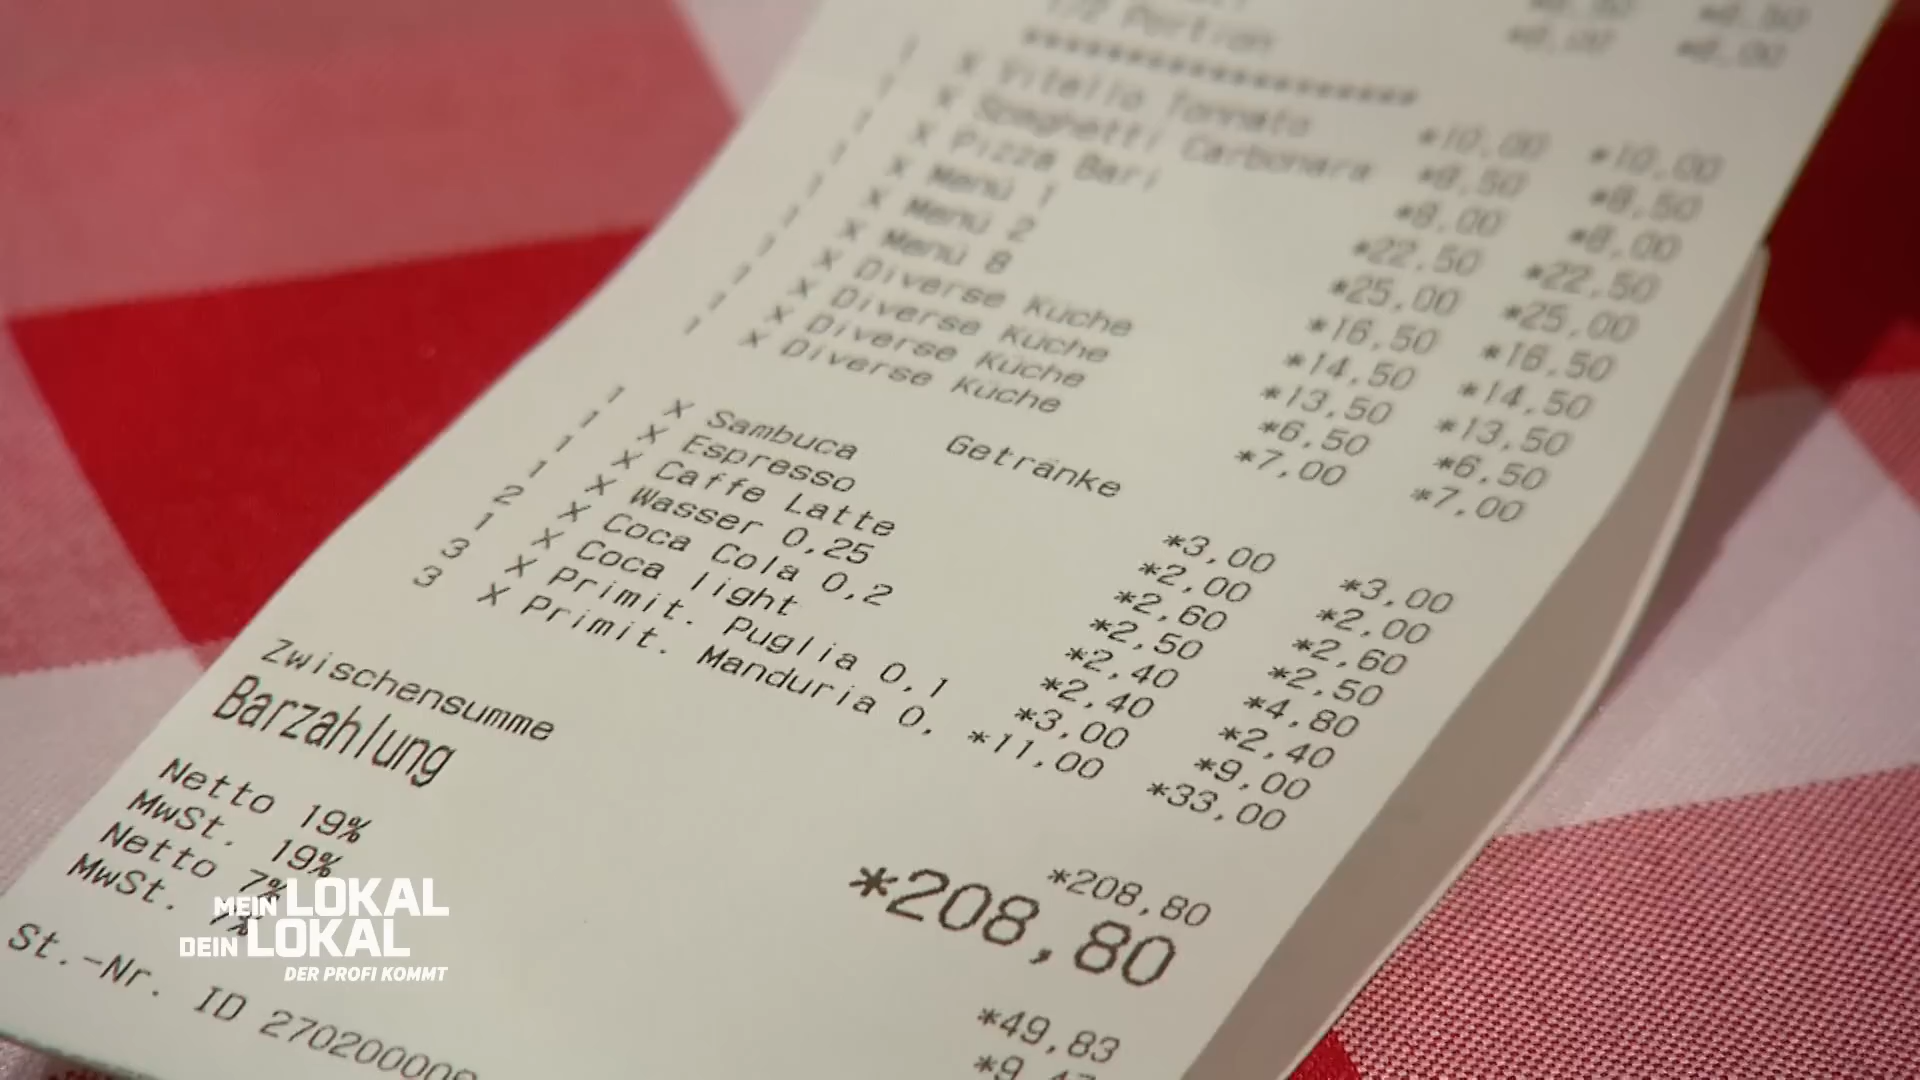 1/2 Portion *6,00 *6,00
******************
1 X Vitello Tonnato *10,00 *10,00
1 X Spaghetti Carbonara *8,50 *8,50
1 X Pizza Bari *8,00 *8,00
1 X Menü 1 *22,50 *22,50
1 X Menü 2 *25,00 *25,00
1 X Menü 8 *16,50 *16,50
1 X Diverse Küche *14,50 *14,50
1 X Diverse Küche *13,50 *13,50
1 X Diverse Küche *6,50 *6,50
1 X Diverse Küche *7,00 *7,00
Getränke
1 X Sambuca *3,00 *3,00
1 X Espresso *2,00 *2,00
1 X Caffe Latte *2,60 *2,60
1 X Wasser 0,25 *2,50 *2,50
2 X Coca Cola 0,2 *2,40 *4,80
1 X Coca light *2,40 *2,40
3 X Primit. Puglia 0,1 *3,00 *9,00
3 X Primit. Manduria 0, *11,00 *33,00
Zwischensumme *208,80
Barzahlung *208,80
Netto 19% *49,83
MwSt. 19%
Netto 7%
MwSt. 7%
St.-Nr. ID 270200009
MEIN LOKAL
DEIN LOKAL
DER PROFI KOMMT